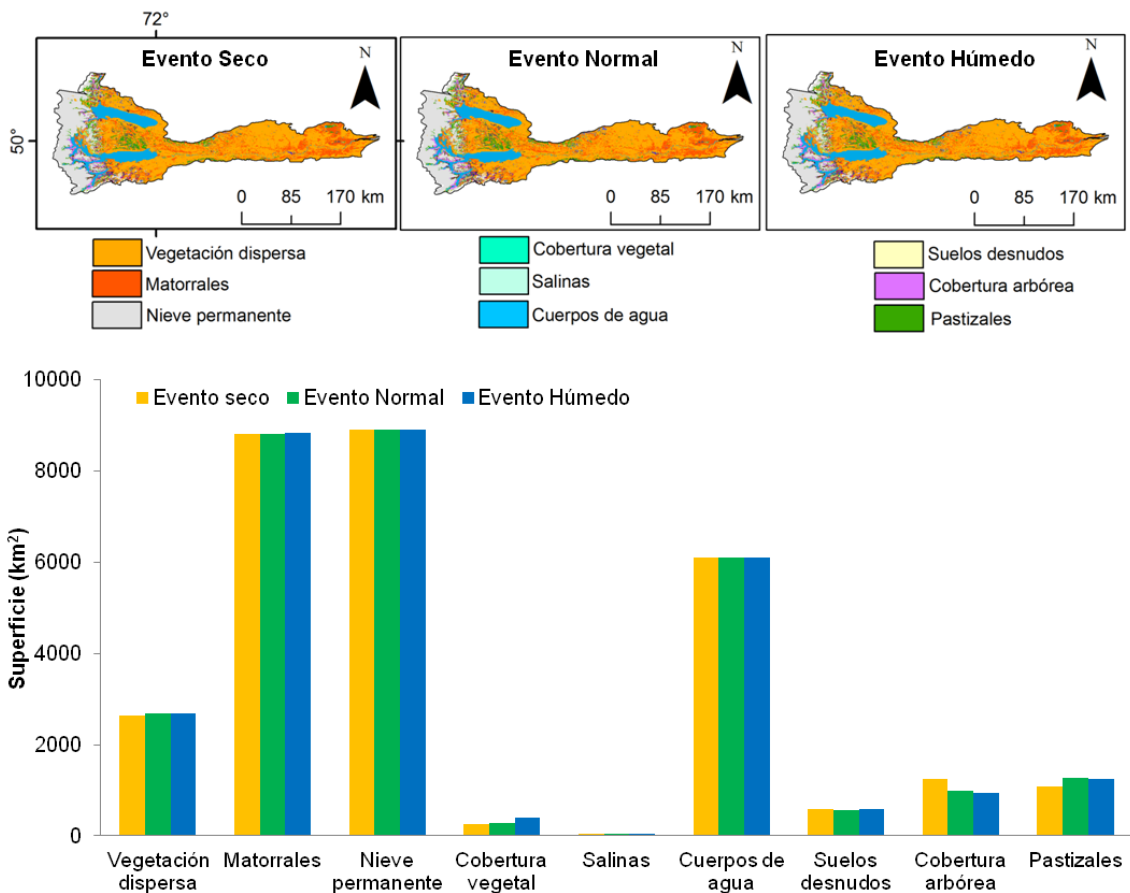 72°
50°
Evento Seco
N
0 85 170 km
Evento Normal
N
0 85 170 km
Evento Húmedo
N
0 85 170 km
Vegetación dispersa
Matorrales
Nieve permanente
Cobertura vegetal
Salinas
Cuerpos de agua
Suelos desnudos
Cobertura arbórea
Pastizales
Evento seco Evento Normal Evento Húmedo
Superficie (km²)
10000
8000
6000
4000
2000
0
Vegetación
dispersa
Matorrales
Nieve
permanente
Cobertura
vegetal
Salinas
Cuerpos de
agua
Suelos
desnudos
Cobertura
arbórea
Pastizales